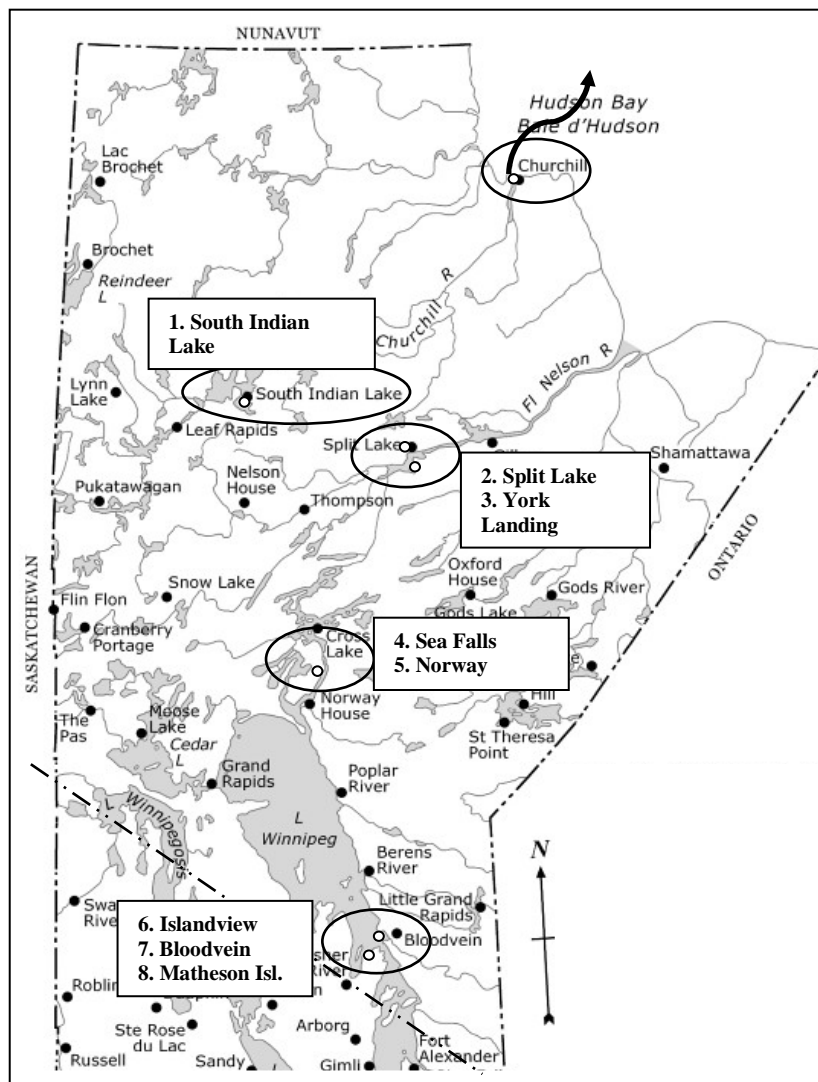 NUNAVUT
Hudson Bay
Baie d'Hudson
Churchill
Lac
Brochet
Brochet
Reindeer
L
1. South Indian
Lake
Churchill
R
Lynn
Lake
South Indian Lake
Leaf Rapids
Fl Nelson R
Split Lake
Shamattawa
2. Split Lake
3. York
Landing
Nelson
House
Pukatawagan
Thompson
ONTARIO
SASKATCHEWAN
Snow Lake
Oxford
House
Gods River
Flin Flon
Gods Lake
Cranberry
Portage
Cross
Lake
4. Sea Falls
5. Norway
Norway
House
Hill
St Theresa
Point
The
Pas
Moose
Lake
Cedar
L
Grand
Rapids
Poplar
River
L
Winnipegosis
L
Winnipeg
N
Berens
River
Little Grand
Rapids
Swa
River
6. Islandview
7. Bloodvein
8. Matheson Isl.
Bloodvein
sher
River
n
Roblin
Ste Rose
du Lac
Arborg
Fort
Alexander
Russell
Sandy
L
Gimli